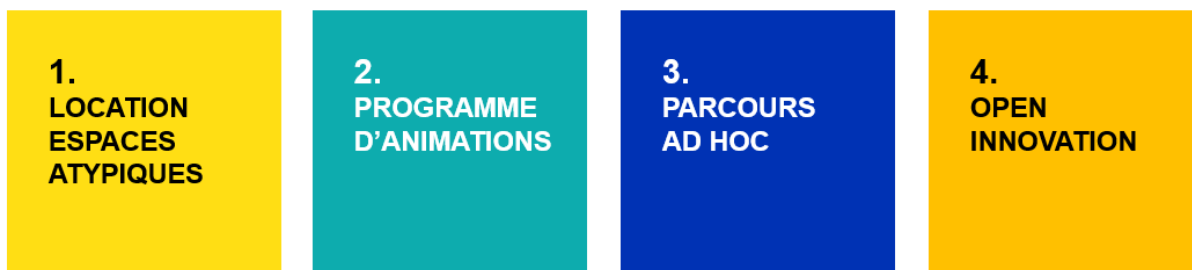 1.
LOCATION
ESPACES
ATYPIQUES
2.
PROGRAMME
D’ANIMATIONS
3.
PARCOURS
AD HOC
4.
OPEN
INNOVATION